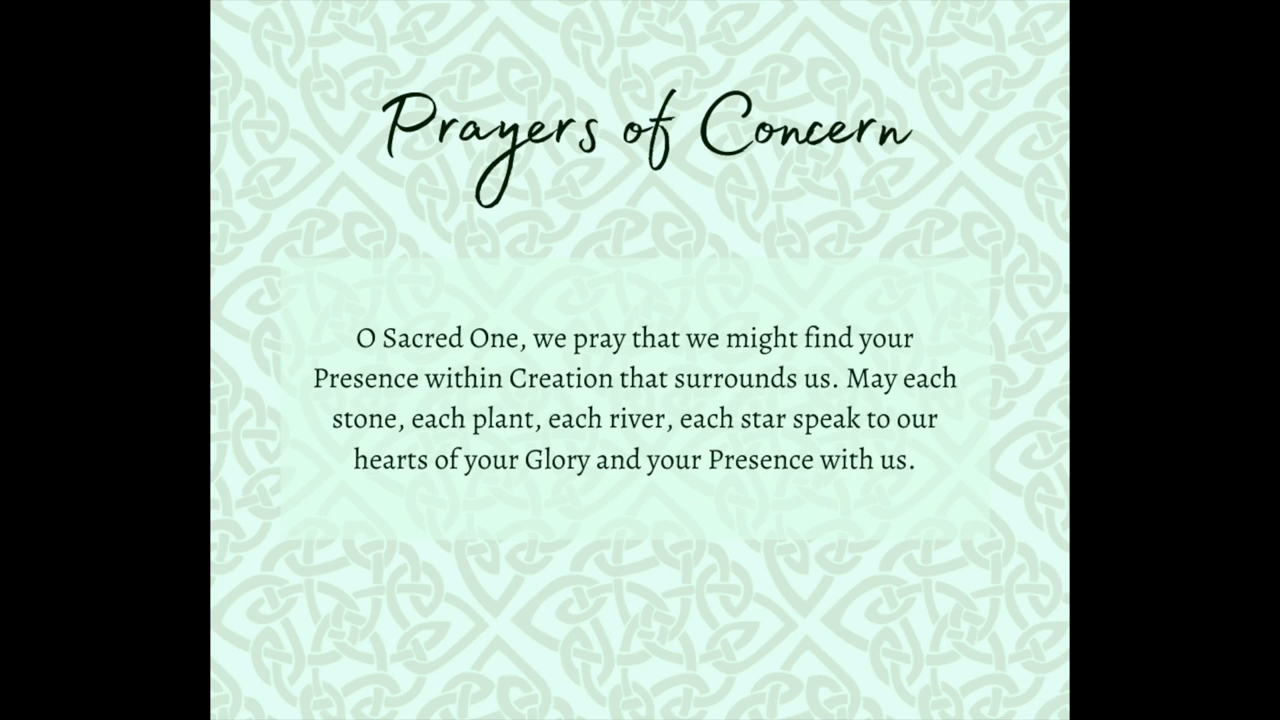 Prayers of Concern
O Sacred One, we pray that we might find your
Presence within Creation that surrounds us. May each
stone, each plant, each river, each star speak to our
hearts of your Glory and your Presence with us.